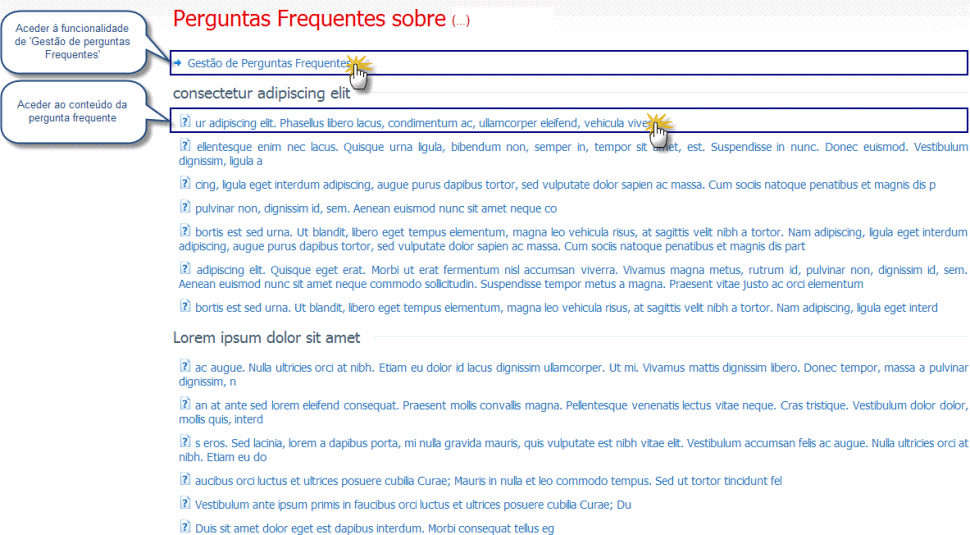 Perguntas Frequentes sobre (...)
Aceder à funcionalidade
de 'Gestão de perguntas
Frequentes'
Gestão de Perguntas Frequentes
consectetur adipiscing elit
Aceder ao conteúdo da
pergunta frequente
ur adipiscing elit. Phasellus libero lacus, condimentum ac, ullamcorper eleifend, vehicula
ellentesque enim nec lacus. Quisque urna ligula, bibendum non, semper in, tempor sit amet, est. Suspendisse in nunc. Donec euismod. Vestibulum
dignissim, ligula a
cing, ligula eget interdum adipiscing, augue purus dapibus tortor, sed vulputate dolor sapien ac massa. Cum sociis natoque penatibus et magnis dis p
pulvinar non, dignissim id, sem. Aenean euismod nunc sit amet neque co
bortis est sed urna. Ut blandit, libero eget tempus elementum, magna leo vehicula risus, at sagittis velit nibh a tortor. Nam adipiscing, ligula eget interdum
adipiscing, augue purus dapibus tortor, sed vulputate dolor sapien ac massa. Cum sociis natoque penatibus et magnis dis part
adipiscing elit. Quisque eget erat. Morbi ut erat fermentum nisl accumsan viverra. Vivamus magna metus, rutrum id, pulvinar non, dignissim id, sem.
Aenean euismod nunc sit amet neque commodo sollicitudin. Suspendisse tempor metus a magna. Praesent vitae justo ac orci elementum
bortis est sed urna. Ut blandit, libero eget tempus elementum, magna leo vehicula risus, at sagittis velit nibh a tortor. Nam adipiscing, ligula eget interd
Lorem ipsum dolor sit amet
ac augue. Nulla ultricies orci at nibh. Etiam eu dolor id lacus dignissim ullamcorper. Ut mi. Vivamus mattis dignissim libero. Donec tempor, massa a pulvinar
dignissim, n
an at ante sed lorem eleifend consequat. Praesent mollis convallis magna. Pellentesque venenatis lectus vitae neque. Cras tristique. Vestibulum dolor dolor,
mollis quis, interd
s eros. Sed lacinia, lorem a dapibus porta, mi nulla gravida mauris, quis vulputate est nibh vitae elit. Vestibulum accumsan felis ac augue. Nulla ultricies orci at
nibh. Etiam eu do
aucibus orci luctus et ultrices posuere cubilia Curae; Mauris in nulla et leo commodo tempus. Sed ut tortor tincidunt fel
Vestibulum ante ipsum primis in faucibus orci luctus et ultrices posuere cubilia Curae; Du
Duis sit amet dolor eget est dapibus interdum. Morbi consequat tellus eg